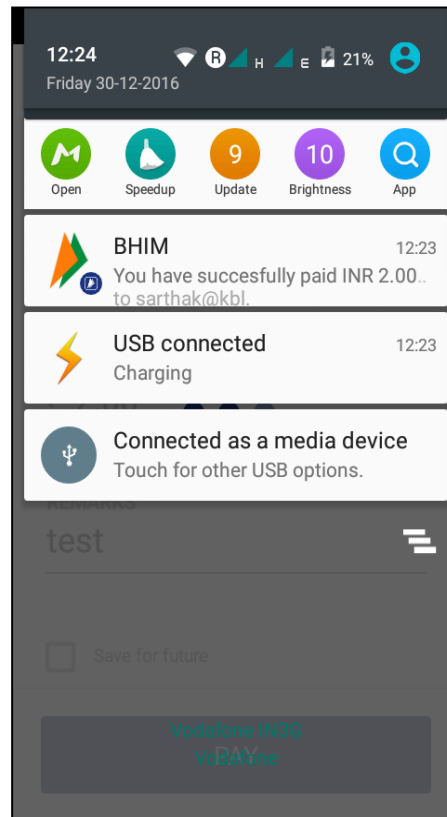 12:24 R H E 21%
Friday 30-12-2016
9 10
Open Speedup Update Brightness App
BHIM 12:23
You have succesfully paid INR 2.00..
to sarthak@kbl.
USB connected 12:23
Charging
Connected as a media device
Touch for other USB options.
REMARKS
test
Save for future
Vodafone IN3G
PAY
Vodafone